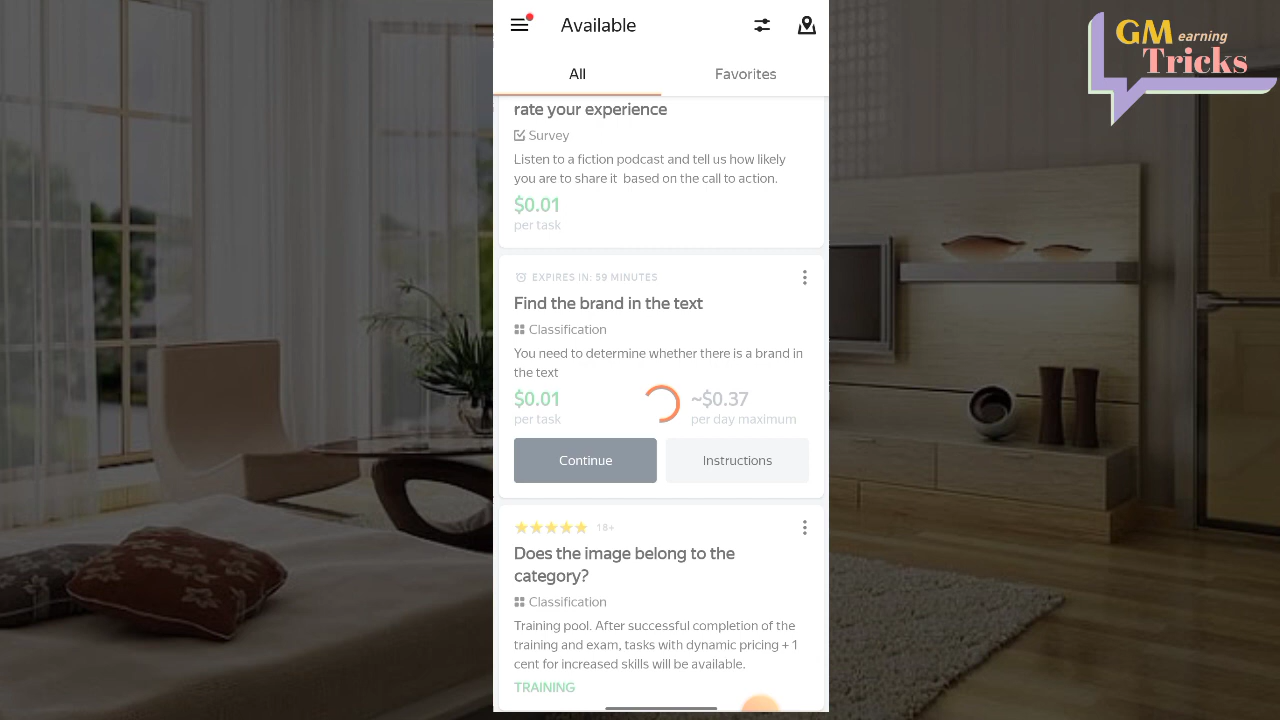 Available
All
Favorites
rate your experience
Survey
Listen to a fiction podcast and tell us how likely
you are to share it based on the call to action.
$0.01
per task
EXPIRES IN: 59 MINUTES
Find the brand in the text
Classification
You need to determine whether there is a brand in
the text
$0.01
~$0.37
per task
per day maximum
Continue
Instructions
18+
Does the image belong to the
category?
Classification
Training pool. After successful completion of the
training and exam, tasks with dynamic pricing + 1
cent for increased skills will be available.
TRAINING
GM earning
Tricks